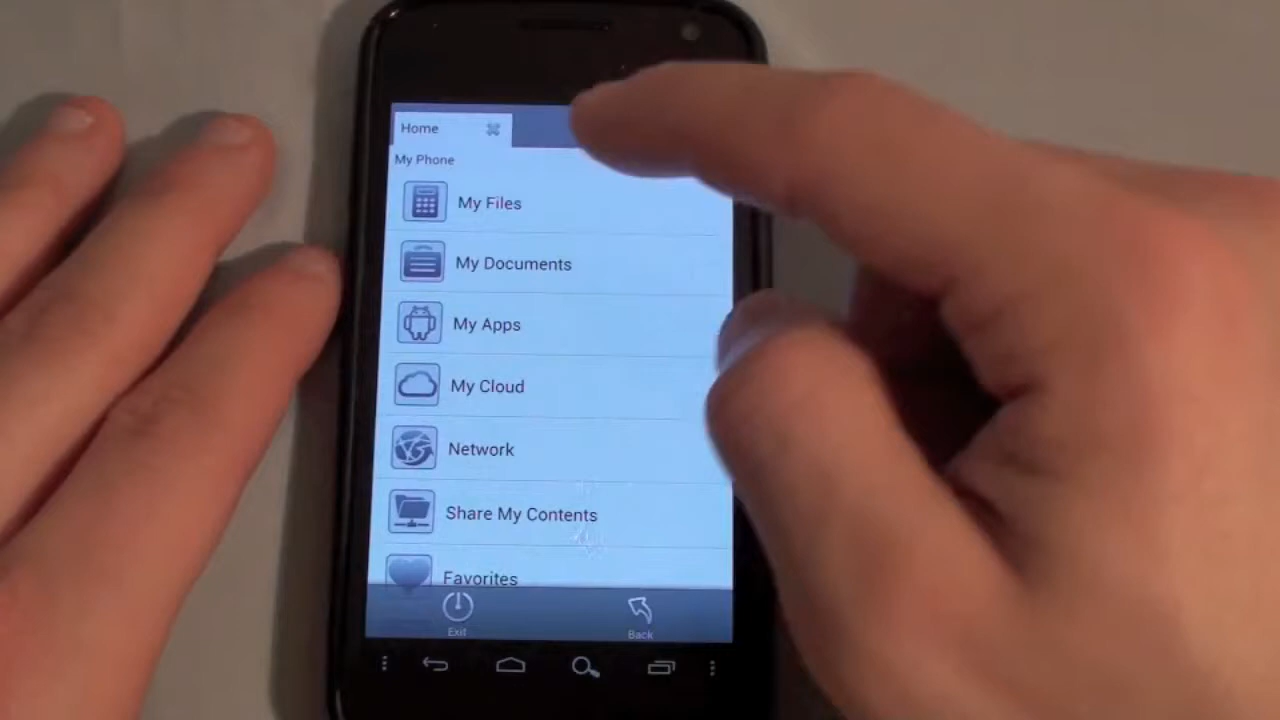 Home
My Phone
My Files
My Documents
My Apps
My Cloud
Network
Share My Contents
Favorites
Exit
Back